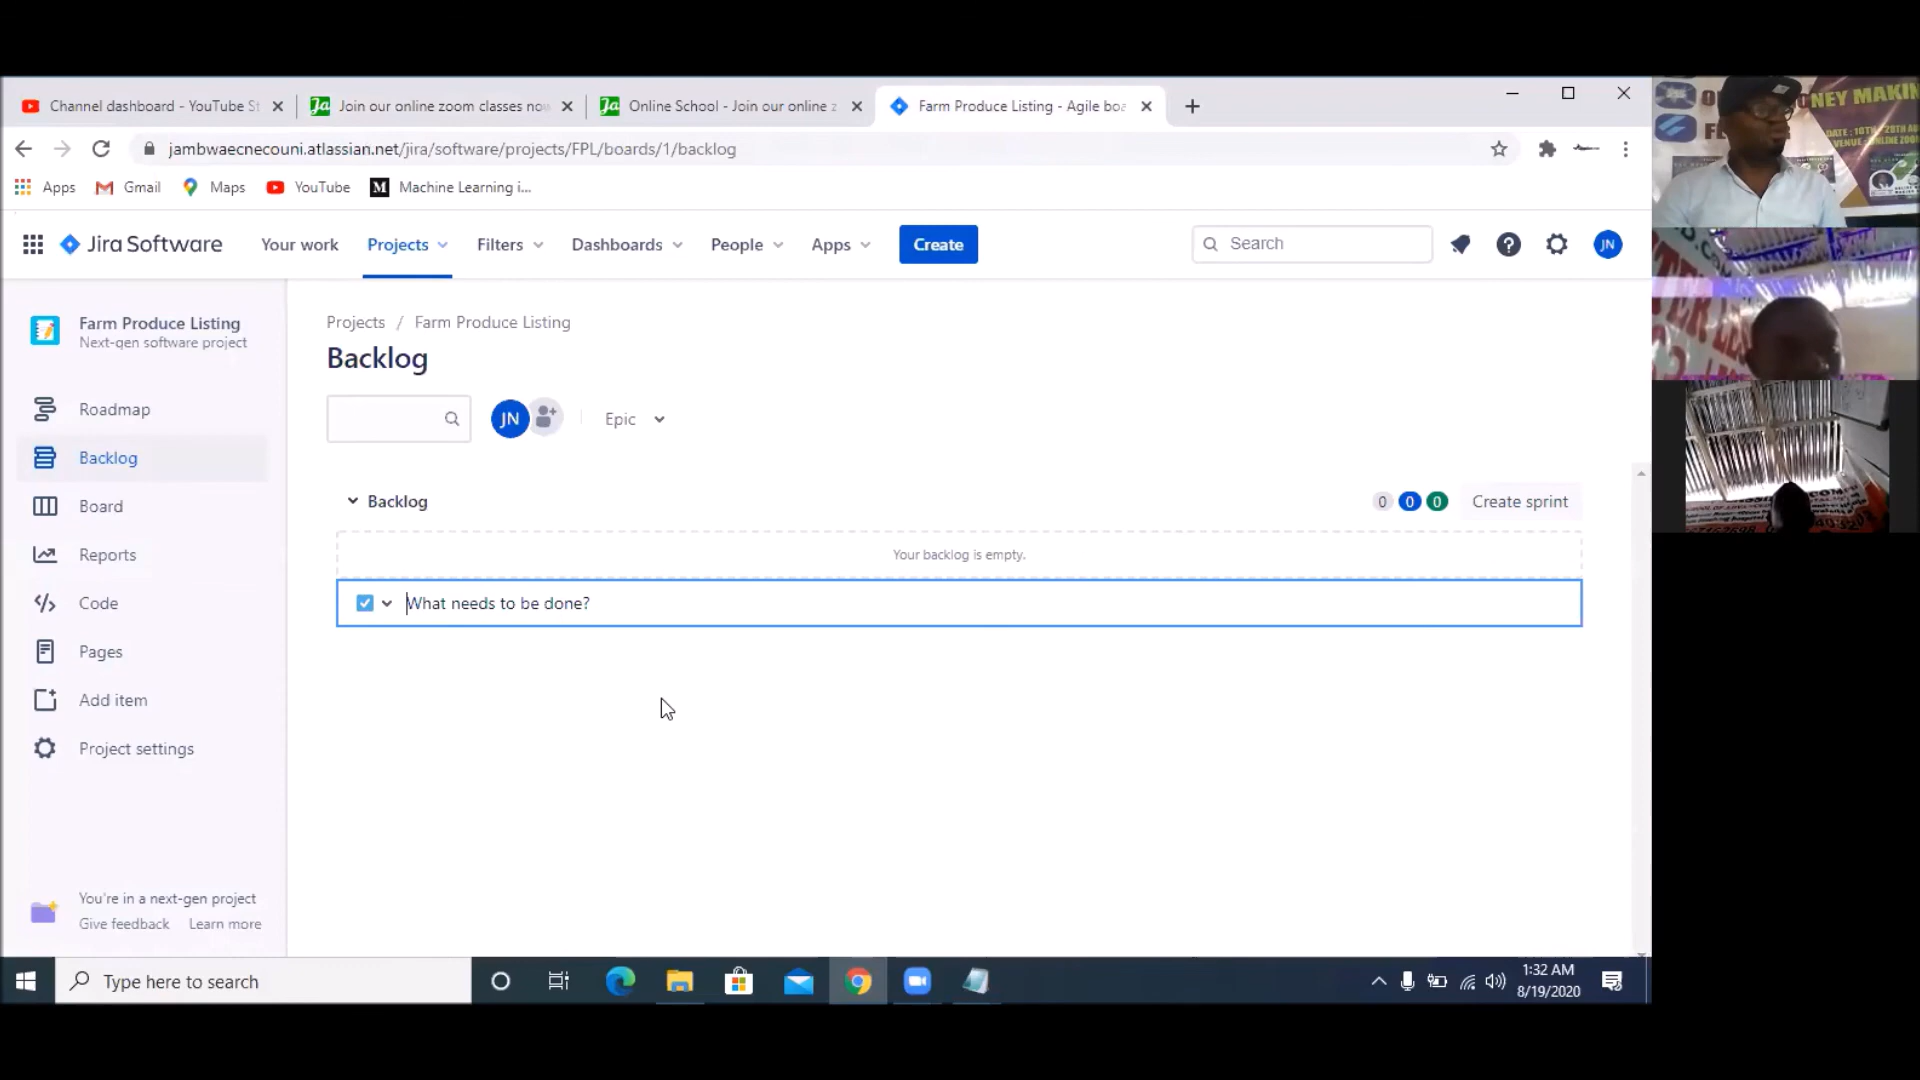 Channel dashboard - YouTube St
Join our online zoom classes no
Online School - Join our online z
Farm Produce Listing - Agile boa
jambwaecnecouni.atlassian.net/jira/software/projects/FPL/boards/1/backlog
Apps
Gmail
Maps
YouTube
M
Machine Learning i...
Jira Software
Your work
Projects
Filters
Dashboards
People
Apps
Create
Search
JN
Farm Produce Listing
Next-gen software project
Roadmap
Backlog
Board
Reports
Code
Pages
Add item
Project settings
You're in a next-gen project
Give feedback Learn more
Projects / Farm Produce Listing
Backlog
JN
Epic
Backlog
0 0 0
Create sprint
Your backlog is empty.
What needs to be done?
Type here to search
1:32 AM
8/19/2020
NEY MAKIN